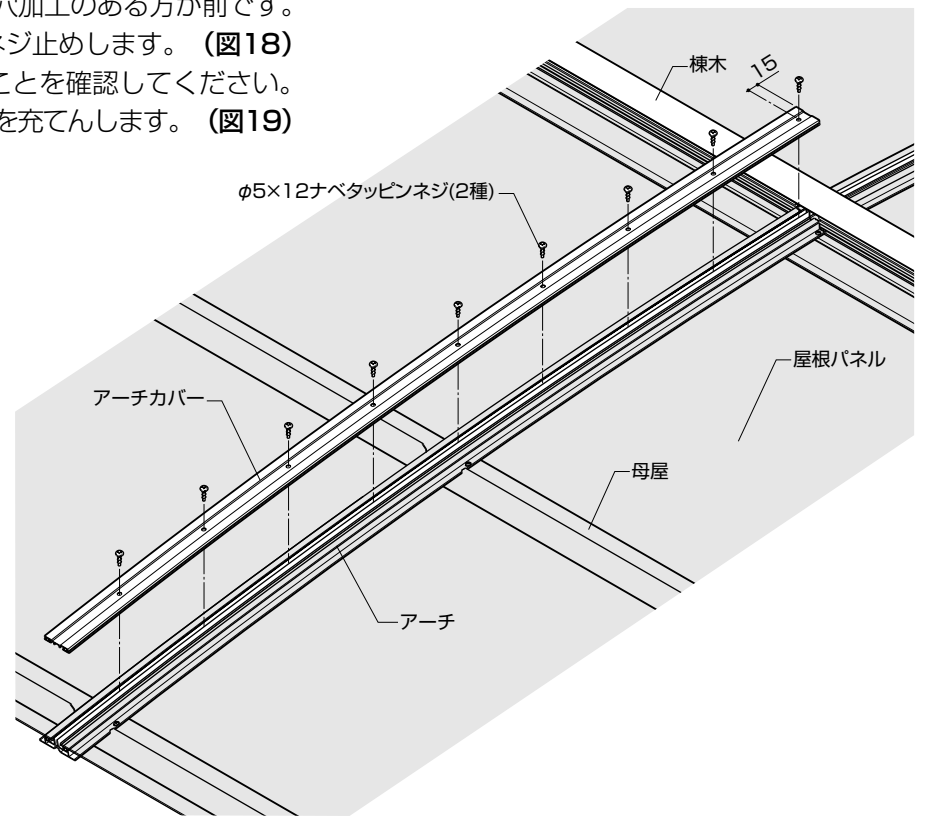 穴加工のある方が前です。
ネジ止めします。(図18)
ことを確認してください。
を充てんします。(図19)
棟木
15
φ5×12ナベタッピンネジ(2種)
屋根パネル
アーチカバー
母屋
アーチ